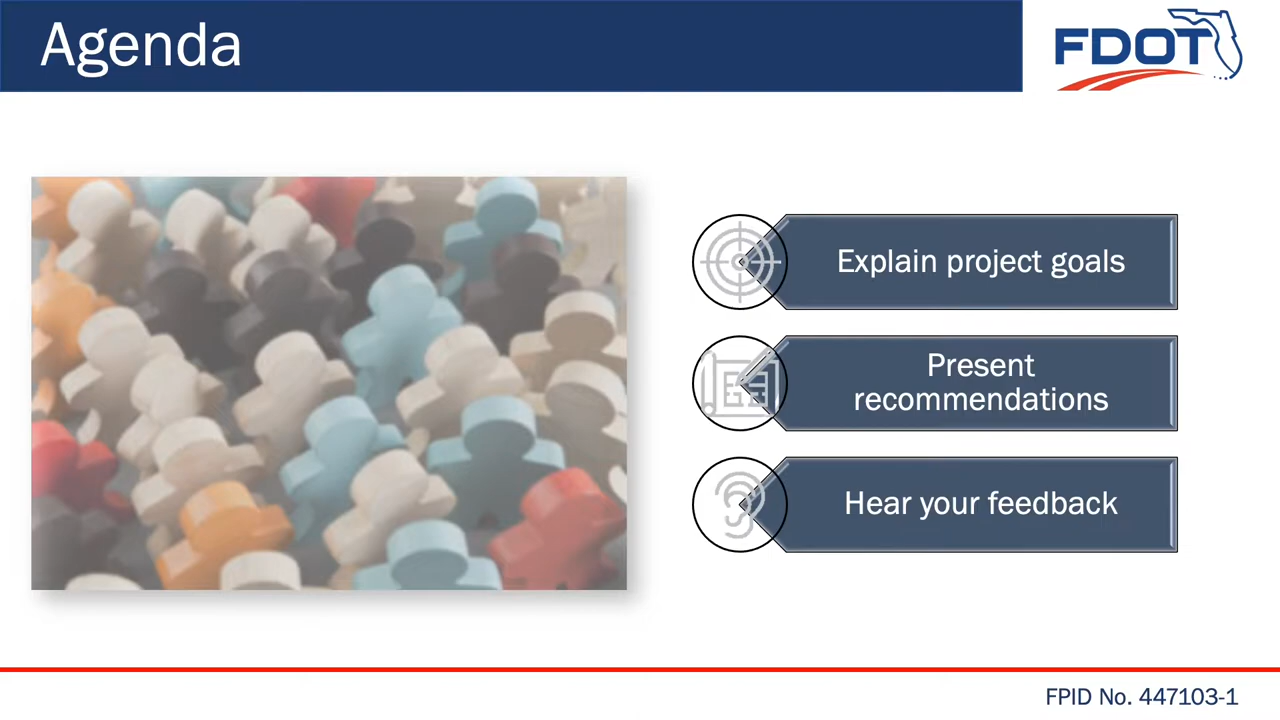 Agenda
FDOT
Explain project goals
Present
recommendations
Hear your feedback
FPID No. 447103-1